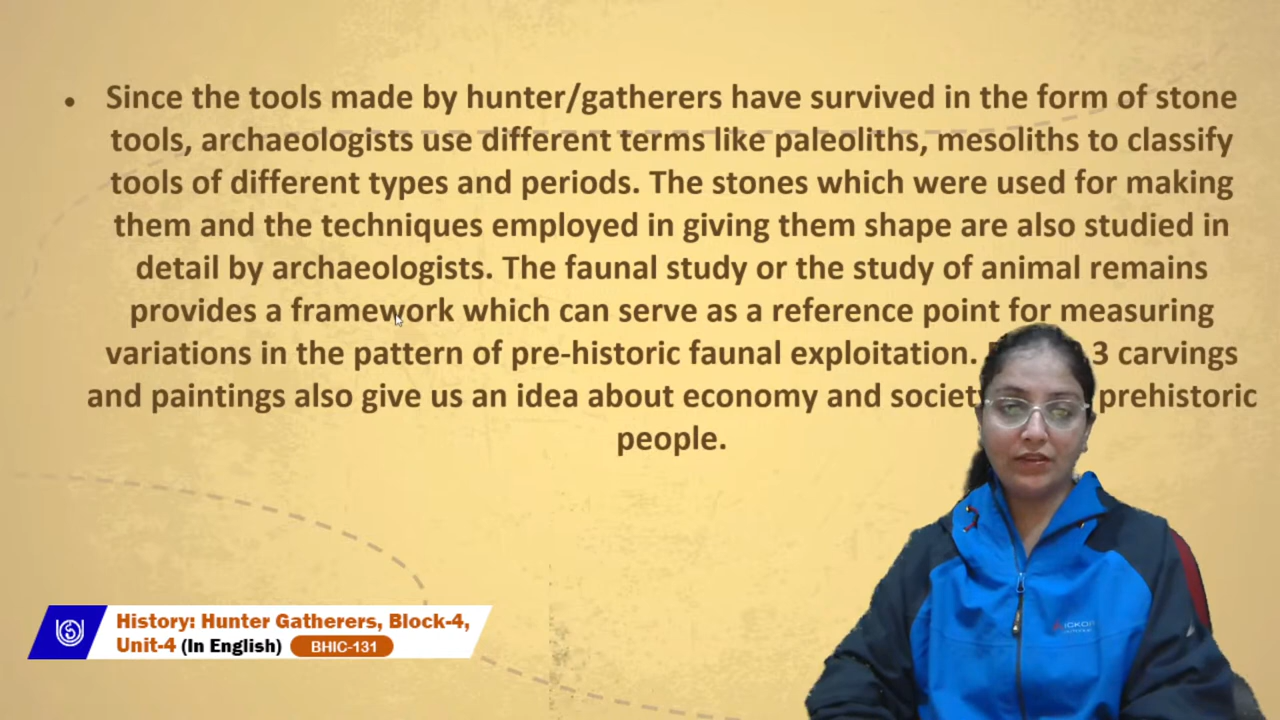 • Since the tools made by hunter/gatherers have survived in the form of stone
tools, archaeologists use different terms like paleoliths, mesoliths to classify
tools of different types and periods. The stones which were used for making
them and the techniques employed in giving them shape are also studied in
detail by archaeologists. The faunal study or the study of animal remains
provides a framework which can serve as a reference point for measuring
variations in the pattern of pre-historic faunal exploitation. 3 carvings
and paintings also give us an idea about economy and society prehistoric
people.
History: Hunter Gatherers, Block-4,
Unit-4 (In English) BHIC-131